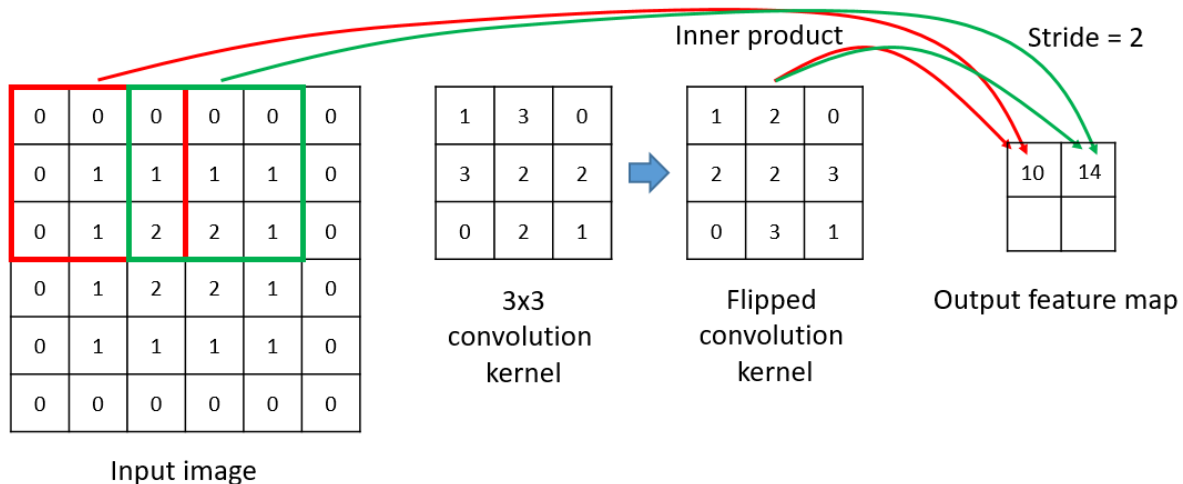 Inner product
Stride = 2
0 0 0 0 0 0
0 1 1 1 1 0
0 1 2 2 1 0
0 1 2 2 1 0
0 1 1 1 1 0
0 0 0 0 0 0
Input image
1 3 0
3 2 2
0 2 1
3x3
convolution
kernel
1 2 0
2 2 3
0 3 1
Flipped
convolution
kernel
10 14
Output feature map